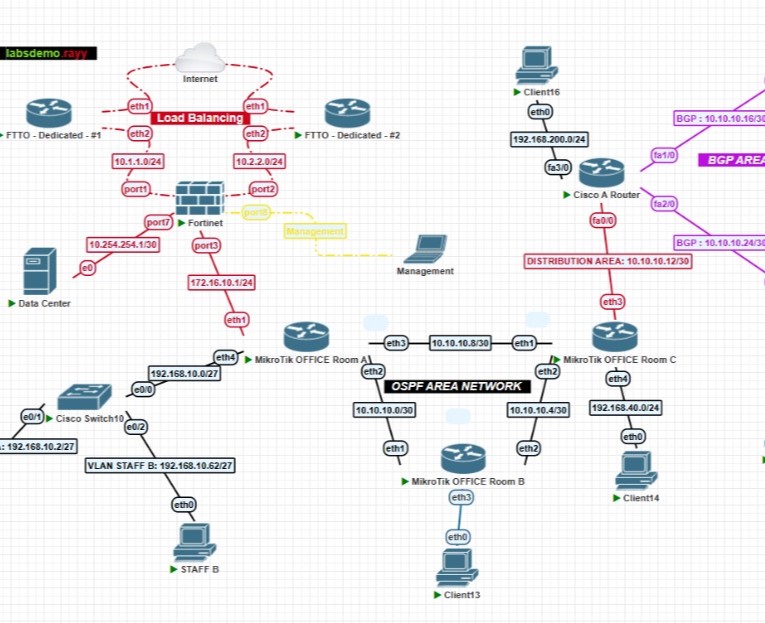 labsdemo.rayy
Internet
Client16
eth1
eth1
eth0
Load Balancing
FTTO - Dedicated - #1
FTTO - Dedicated - #2
eth2
eth2
BGP : 10.10.10.16/30
192.168.200.0/24
10.1.1.0/24
10.2.2.0/24
fa1/0
BGP AREA
fa3/0
port1
port2
Cisco A Router
fa2/0
port8
port7
Fortinet
fa0/0
Management
10.254.254.1/30
port3
BGP : 10.10.10.24/30
e0
DISTRIBUTION AREA: 10.10.10.12/30
Management
172.16.10.1/24
Data Center
eth3
eth1
eth3
10.10.10.8/30
eth1
eth4
MikroTik OFFICE Room A
MikroTik OFFICE Room C
192.168.10.0/27
eth2
eth2
eth4
e0/0
OSPF AREA NETWORK
10.10.10.0/30
10.10.10.4/30
192.168.40.0/24
e0/1
Cisco Switch10
e0/2
eth0
: 192.168.10.2/27
eth1
eth2
VLAN STAFF B: 192.168.10.62/27
MikroTik OFFICE Room B
eth3
Client14
eth0
eth0
STAFF B
Client13